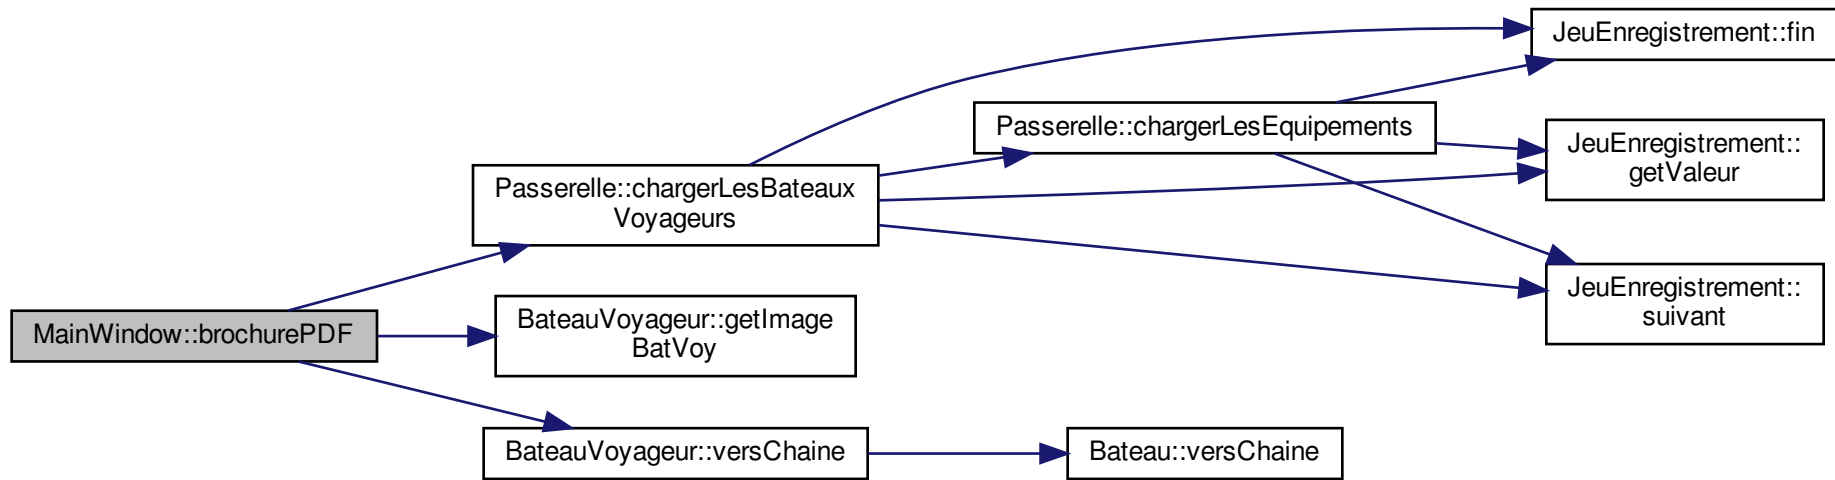 JeuEnregistrement::fin
Passerelle::chargerLesEquipements
JeuEnregistrement::
getValeur
Passerelle::chargerLesBateaux
Voyageurs
JeuEnregistrement::
suivant
MainWindow::brochurePDF
BateauVoyageur::getImage
BatVoy
BateauVoyageur::versChaine
Bateau::versChaine